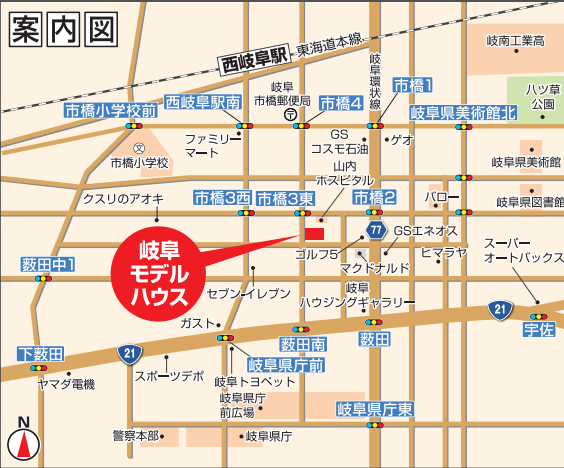 案内図
東海道本線
西岐阜駅
岐南工業高
岐阜環状線
八ツ草
公園
岐阜
市橋郵便局
市橋1
市橋小学校前
西岐阜駅南
市橋4
岐阜県美術館北
〒
ファミリー
マート
GS
コスモ石油
ゲオ
文
市橋小学校
山内
ホスピタル
岐阜県美術館
クスリのアオキ
市橋3西
市橋3東
市橋2
バロー
岐阜県図書館
77
GSエネオス
岐阜
モデル
ハウス
ゴルフ5
ヒマラヤ
スーパー
オートバックス
薮田中1
マクドナルド
セブン-イレブン
岐阜
ハウジングギャラリー
21
ガスト
宇佐
薮田南
薮田
下薮田
21
スポーツデポ
岐阜県庁前
ヤマダ電機
岐阜トヨペット
岐阜県庁
前広場
岐阜県庁東
N
警察本部
岐阜県庁